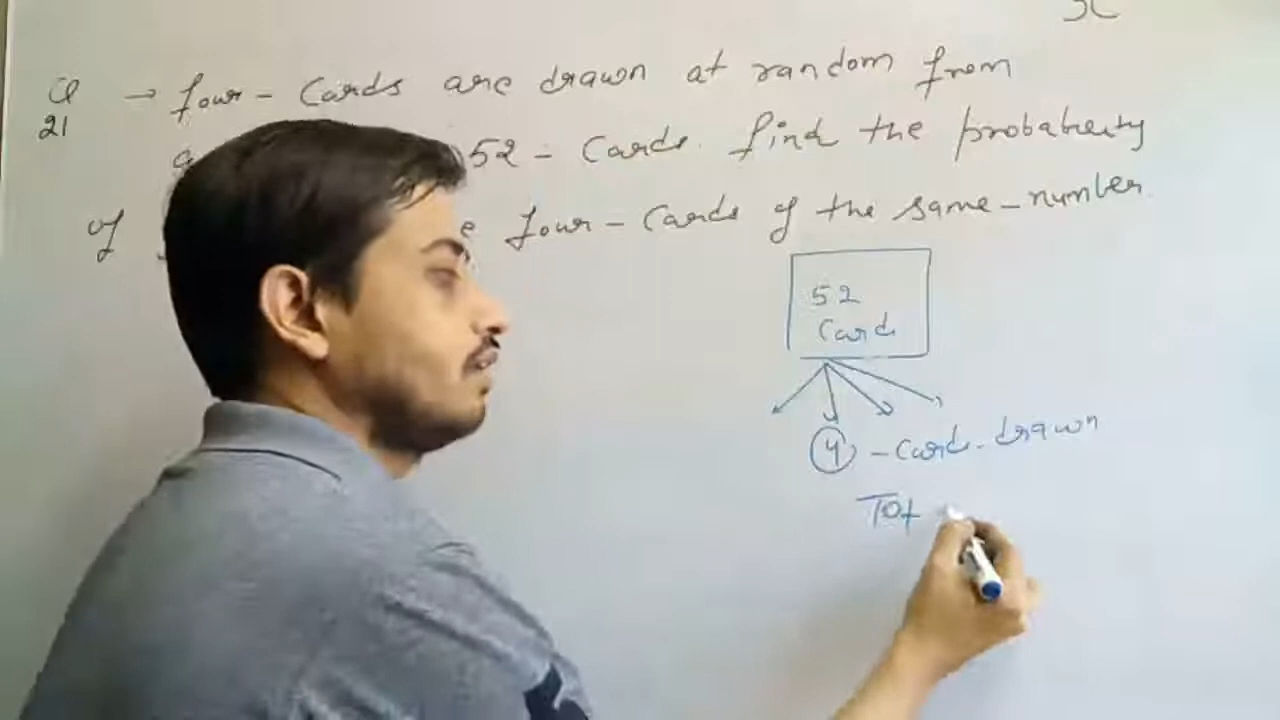 Q → four - Cards are drawn at random from
21
52 - Cards. find the probability
of four - Cards of the same - number
52
Card
4 - Card. drawn
Tot